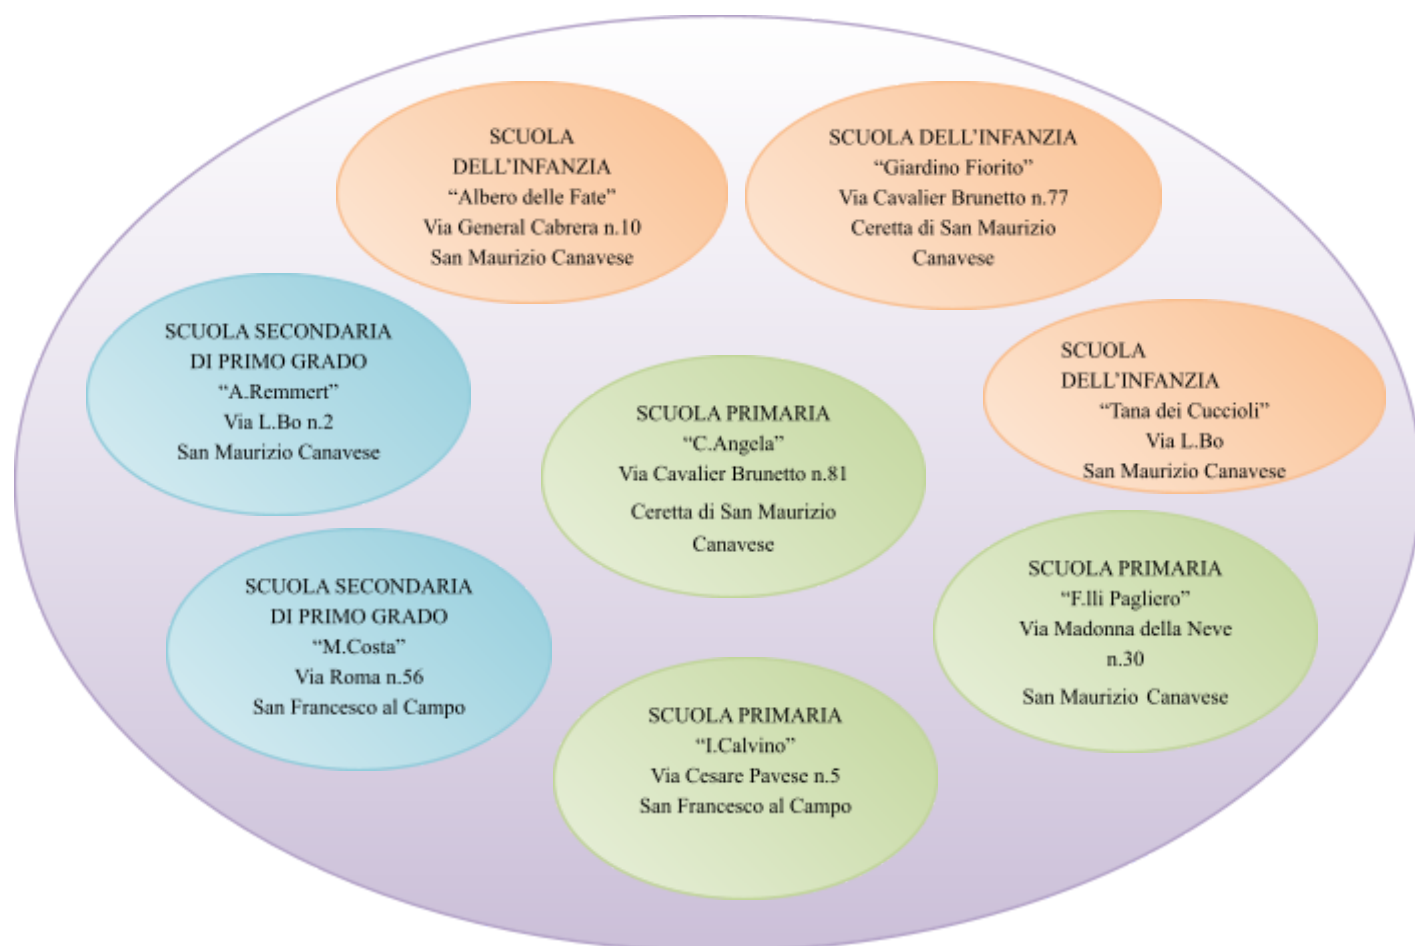 SCUOLA
DELL’INFANZIA
“Albero delle Fate”
Via General Cabrera n.10
San Maurizio Canavese
SCUOLA DELL’INFANZIA
“Giardino Fiorito”
Via Cavalier Brunetto n.77
Ceretta di San Maurizio
Canavese
SCUOLA SECONDARIA
DI PRIMO GRADO
“A.Remmert”
Via L.Bo n.2
San Maurizio Canavese
SCUOLA PRIMARIA
“C.Angela”
Via Cavalier Brunetto n.81
Ceretta di San Maurizio
Canavese
SCUOLA
DELL’INFANZIA
“Tana dei Cuccioli”
Via L.Bo
San Maurizio Canavese
SCUOLA SECONDARIA
DI PRIMO GRADO
“M.Costa”
Via Roma n.56
San Francesco al Campo
SCUOLA PRIMARIA
“F.lli Pagliero”
Via Madonna della Neve
n.30
San Maurizio Canavese
SCUOLA PRIMARIA
“I.Calvino”
Via Cesare Pavese n.5
San Francesco al Campo